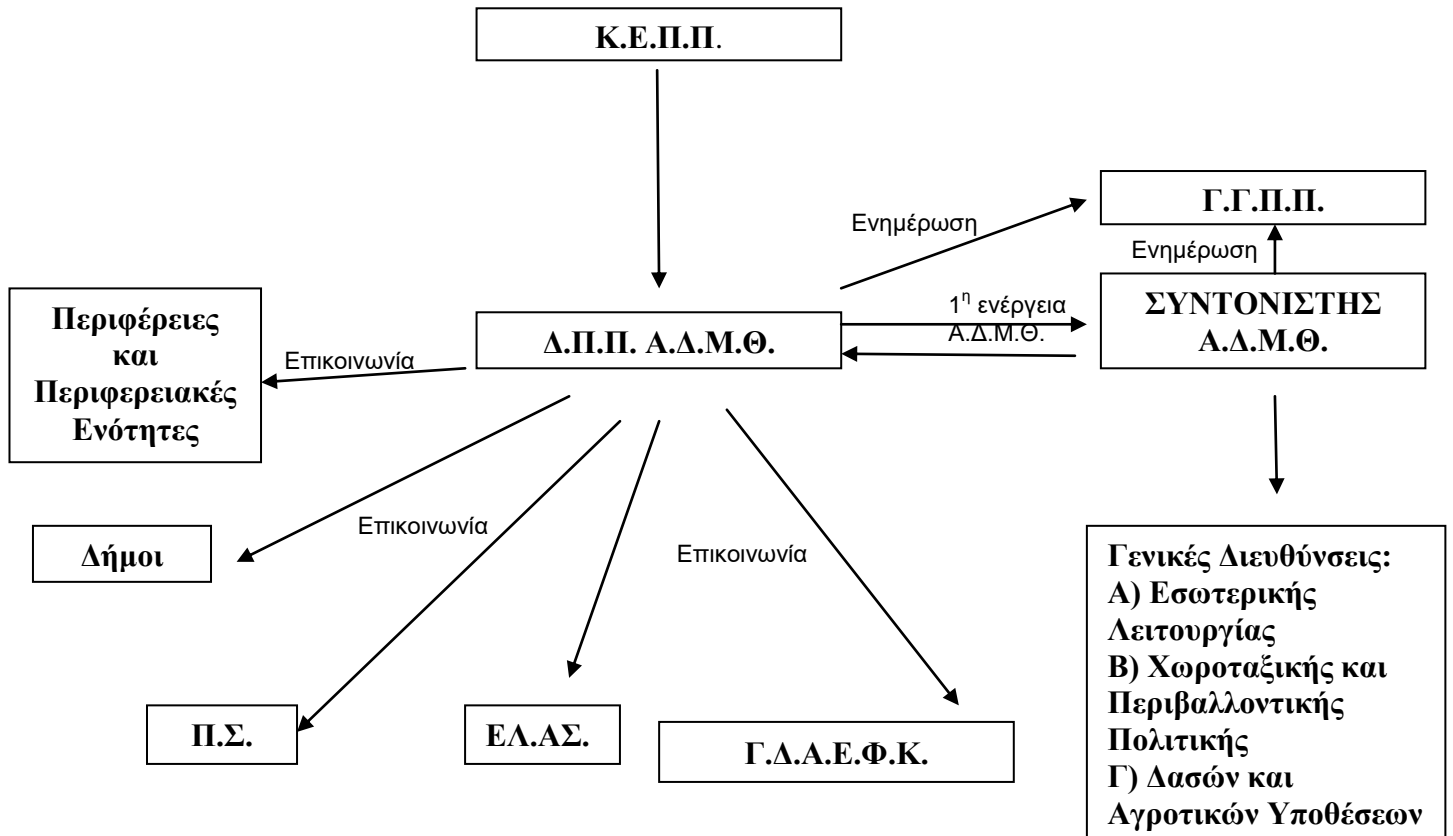 Κ.Ε.Π.Π.
Γ.Γ.Π.Π.
Ενημέρωση
Ενημέρωση
Περιφέρειες
και
Περιφερειακές
Ενότητες
Επικοινωνία
Δ.Π.Π. Α.Δ.Μ.Θ.
1η ενέργεια
Α.Δ.Μ.Θ.
ΣΥΝΤΟΝΙΣΤΗΣ
Α.Δ.Μ.Θ.
Δήμοι
Επικοινωνία
Επικοινωνία
Γενικές Διευθύνσεις:
Α) Εσωτερικής
Λειτουργίας
Β) Χωροταξικής και
Περιβαλλοντικής
Πολιτικής
Γ) Δασών και
Αγροτικών Υποθέσεων
Π.Σ.
ΕΛ.ΑΣ.
Γ.Δ.Α.Ε.Φ.Κ.